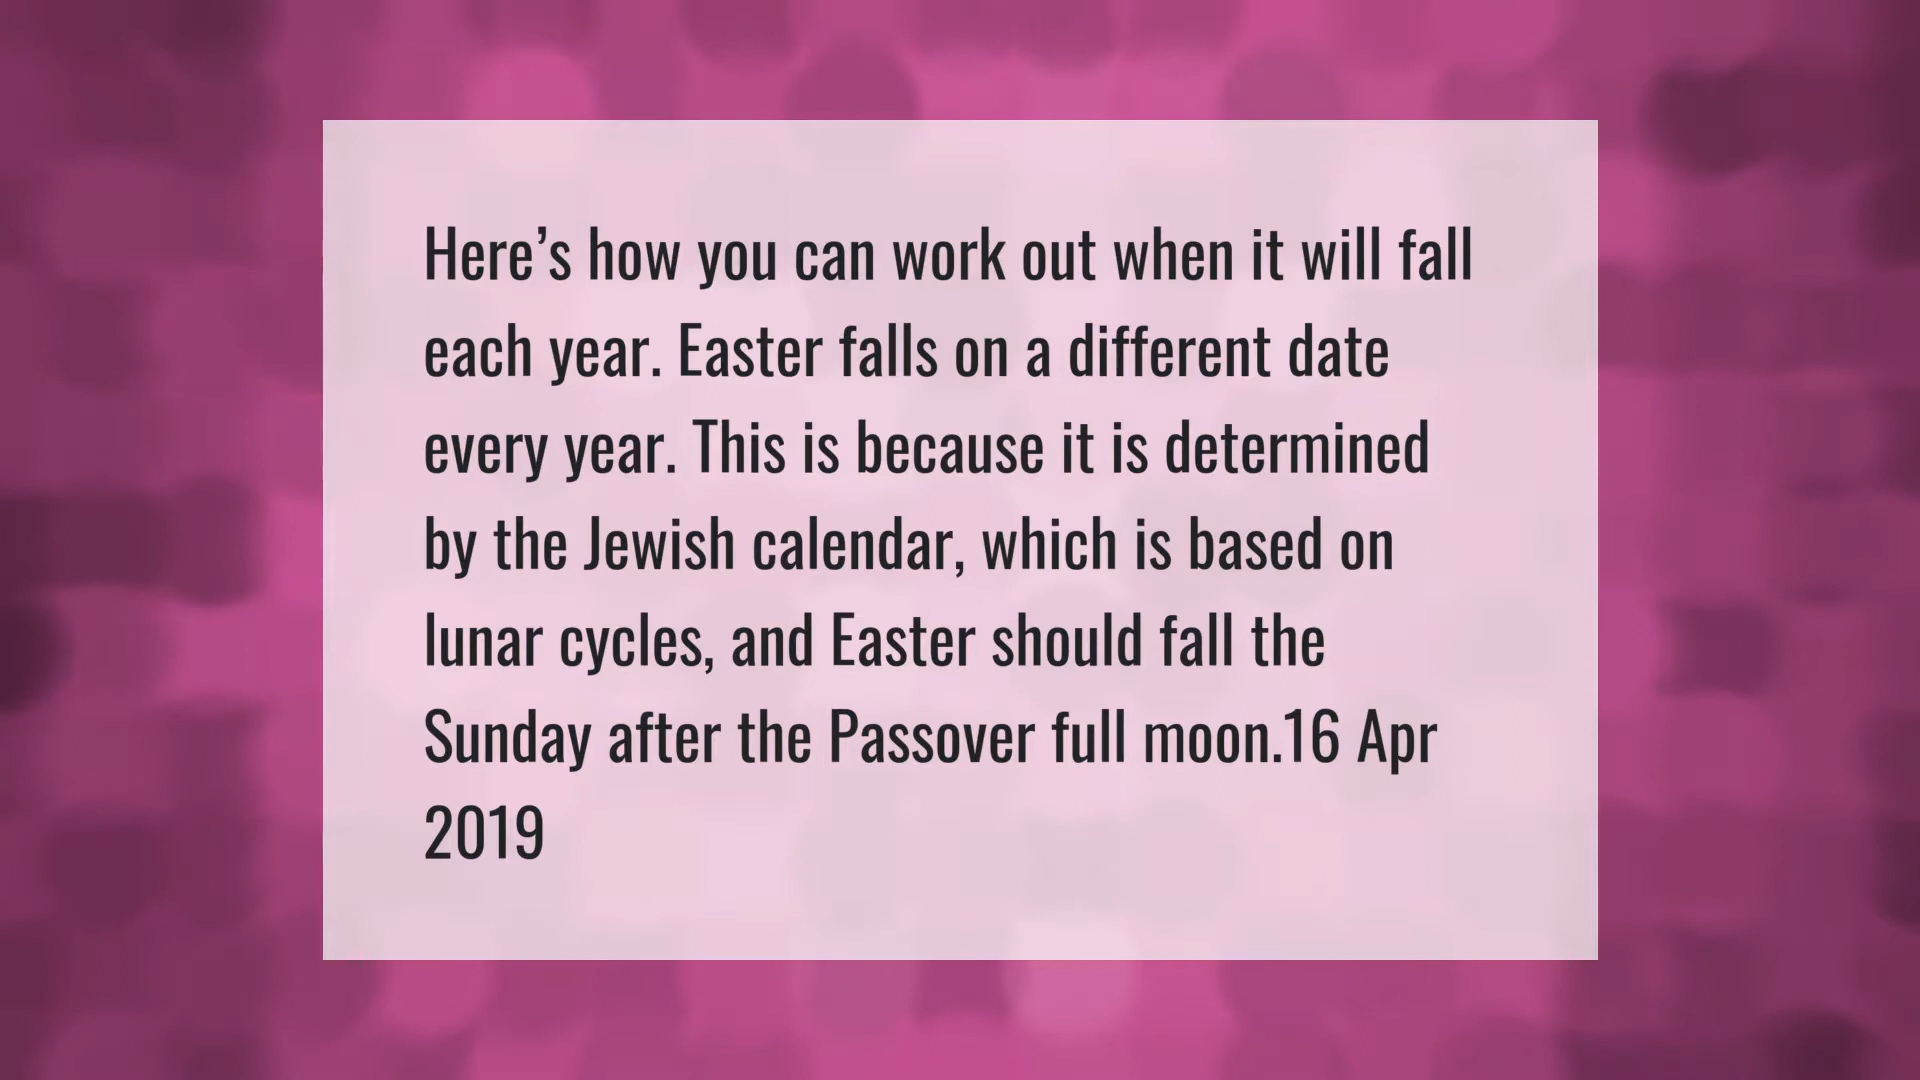 Here’s how you can work out when it will fall
each year. Easter falls on a different date
every year. This is because it is determined
by the Jewish calendar, which is based on
lunar cycles, and Easter should fall the
Sunday after the Passover full moon.16 Apr
2019